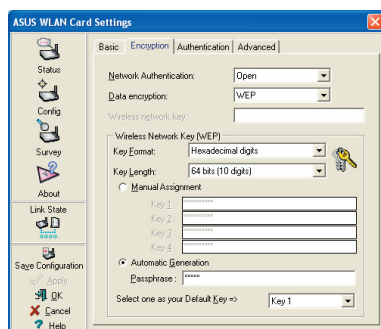 ASUS WLAN Card Settings
Status
Config
Survey
About
Link State
Save Configuration
Apply
OK
Cancel
Help
Basic Encryption Authentication Advanced
Network Authentication: Open
Data encryption: WEP
Wireless network key:
Wireless Network Key (WEP)
Key Format: Hexadecimal digits
Key Length: 64 bits (10 digits)
Manual Assignment
Key 1 : **********
Key 2 : **********
Key 3 : **********
Key 4 : **********
Automatic Generation
Passphrase : *****
Select one as your Default Key => Key 1